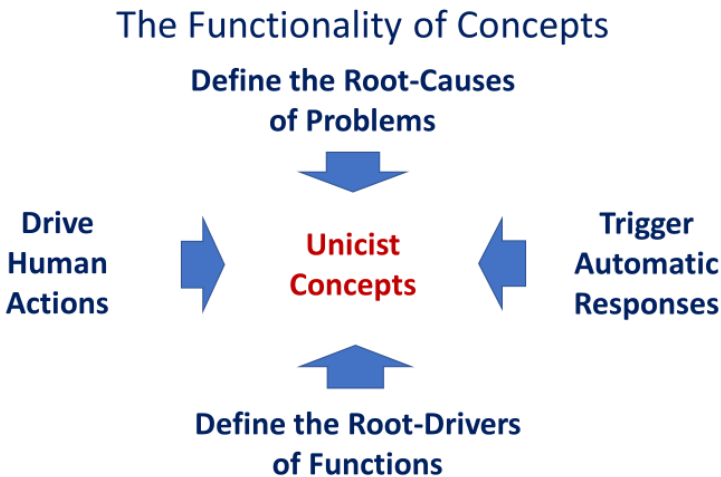 The Functionality of Concepts
Define the Root-Causes
of Problems
Drive
Human
Actions
Unicist
Concepts
Trigger
Automatic
Responses
Define the Root-Drivers
of Functions